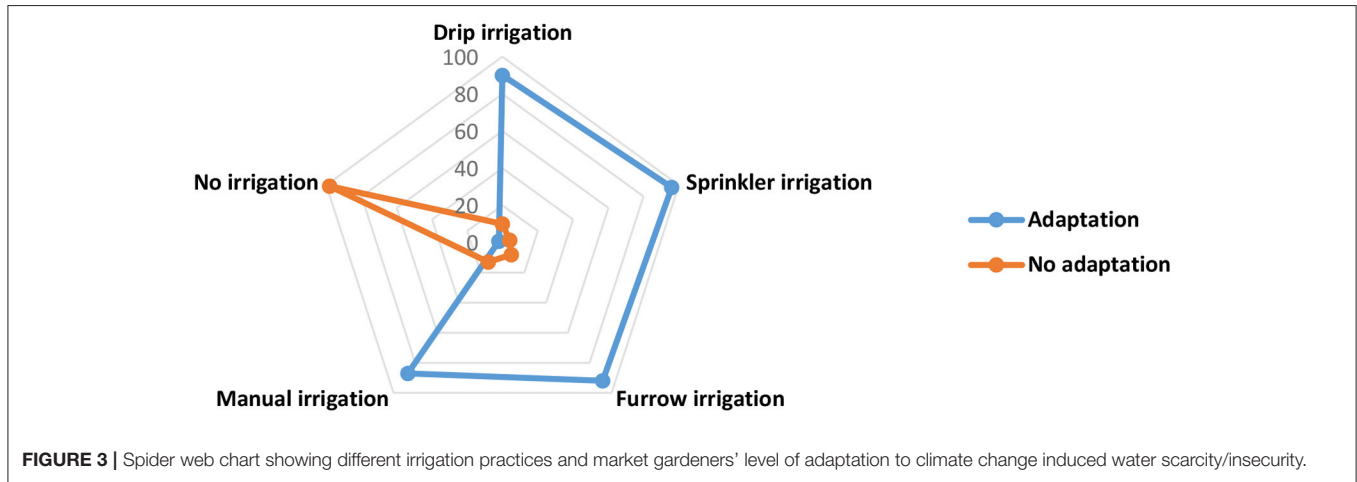 Drip irrigation
100
80
60
40
20
0
No irrigation
Sprinkler irrigation
Manual irrigation
Furrow irrigation
Adaptation
No adaptation
FIGURE 3 | Spider web chart showing different irrigation practices and market gardeners’ level of adaptation to climate change induced water scarcity/insecurity.